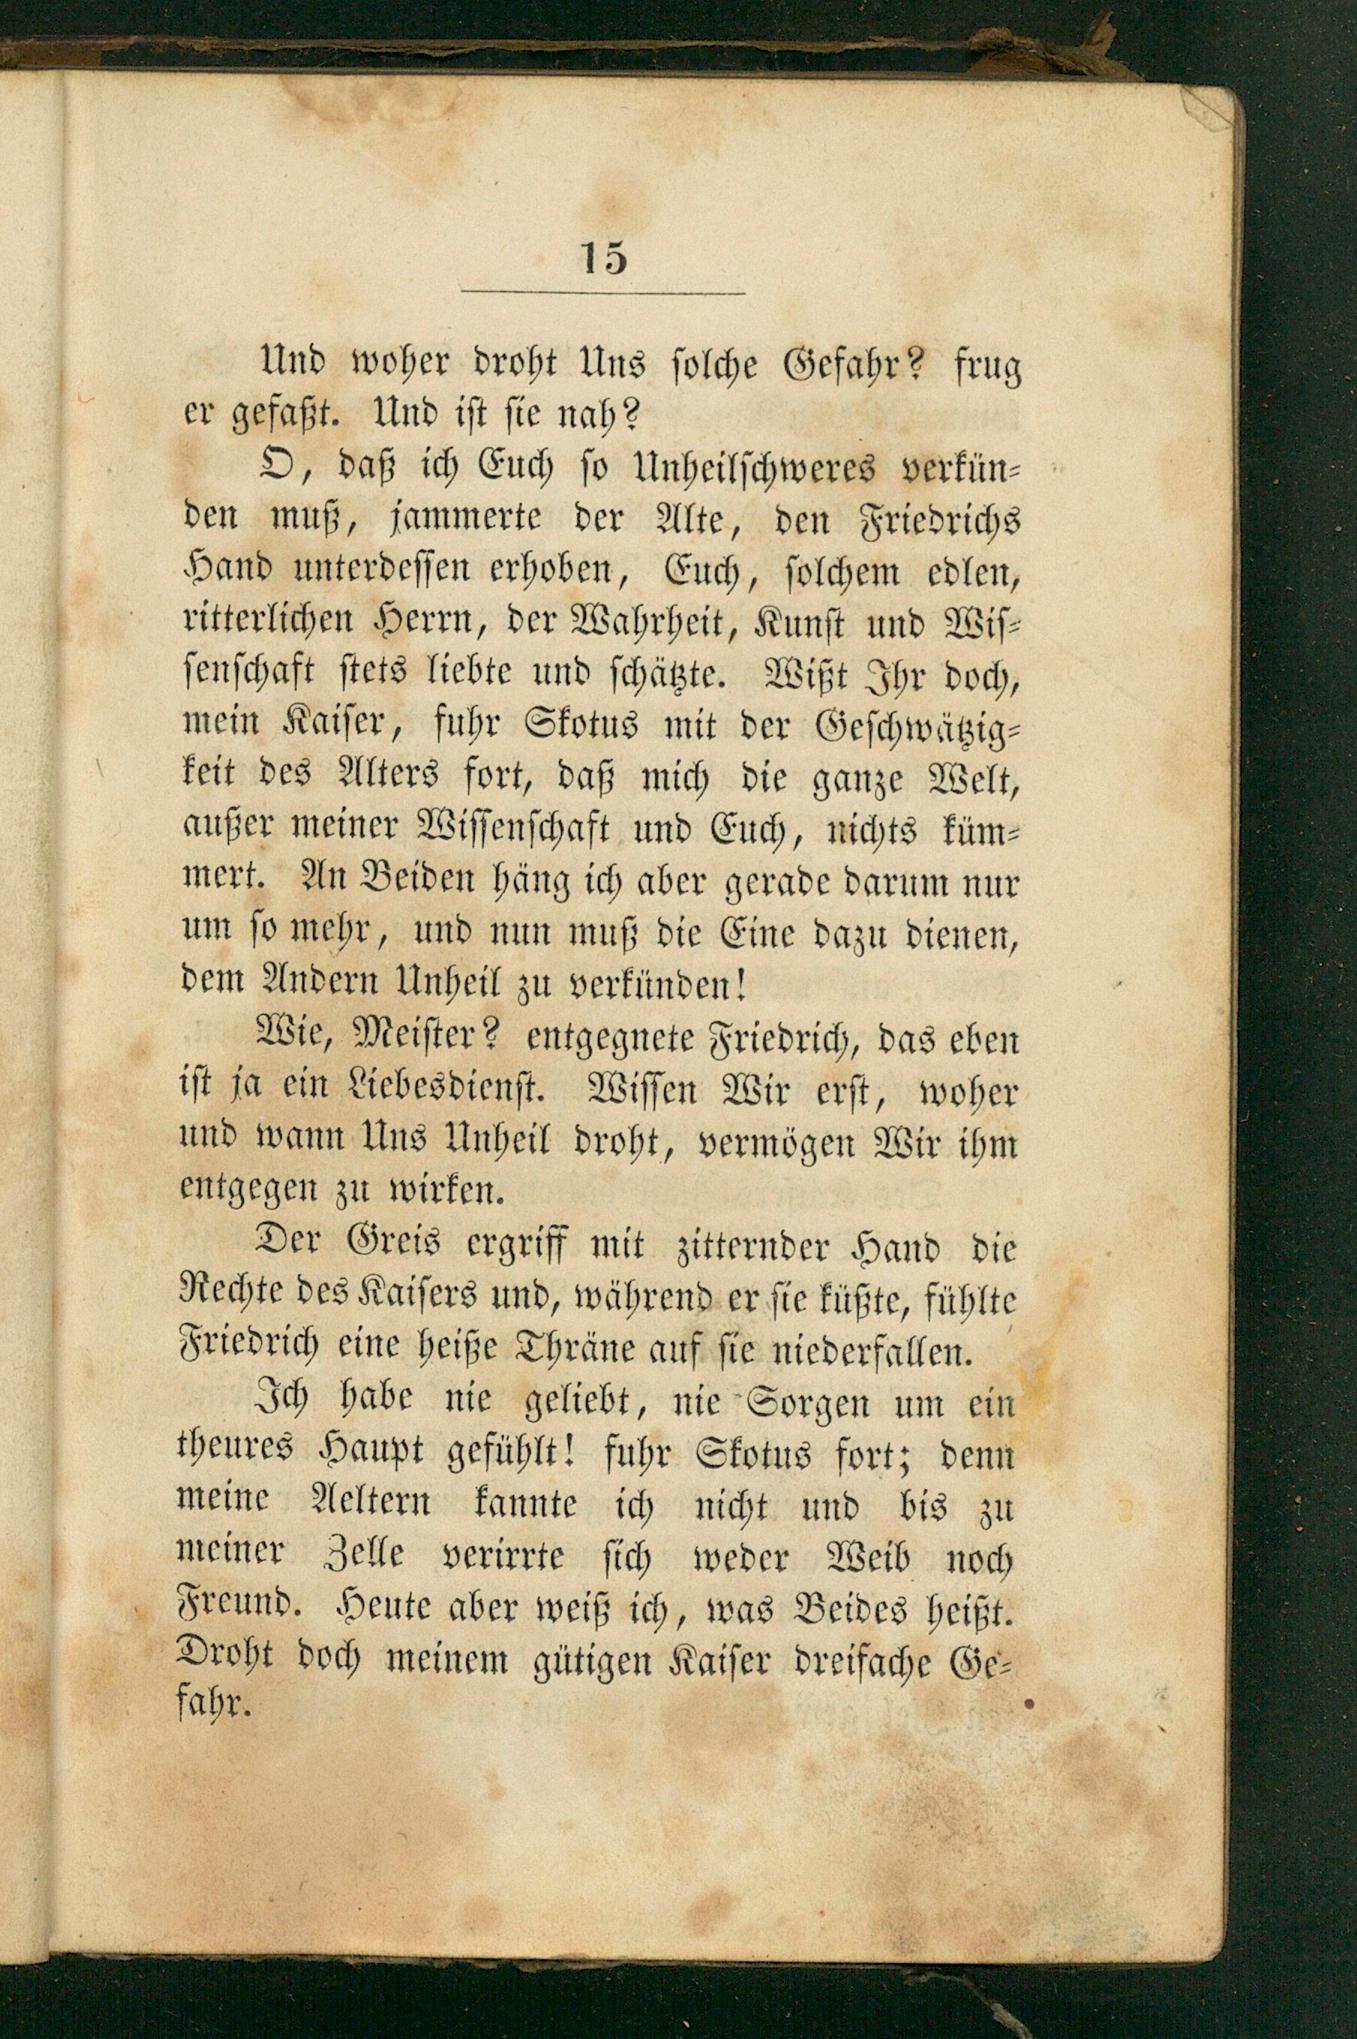 15
Und woher droht Uns solche Gefahr? frug
er gefaßt. Und ist sie nah?
O, daß ich Euch so Unheilschweres verkün-
den muß, jammerte der Alte, den Friedrichs
Hand unterdessen erhoben, Euch, solchem edlen,
ritterlichen Herrn, der Wahrheit, Kunst und Wis-
senschaft stets liebte und schätzte. Wißt Ihr doch,
mein Kaiser, fuhr Skotus mit der Geschwätzig-
keit des Alters fort, daß mich die ganze Welt,
außer meiner Wissenschaft und Euch, nichts küm-
mert. An Beiden häng ich aber gerade darum nur
um so mehr, und nun muß die Eine dazu dienen,
dem Andern Unheil zu verkünden!
Wie, Meister? entgegnete Friedrich, das eben
ist ja ein Liebesdienst. Wissen Wir erst, woher
und wann Uns Unheil droht, vermögen Wir ihm
entgegen zu wirken.
Der Greis ergriff mit zitternder Hand die
Rechte des Kaisers und, während er sie küßte, fühlte
Friedrich eine heiße Thräne auf sie niederfallen.
Ich habe nie geliebt, nie Sorgen um ein
theures Haupt gefühlt! fuhr Skotus fort; denn
meine Aeltern kannte ich nicht und bis zu
meiner Zelle verirrte sich weder Weib noch
Freund. Heute aber weiß ich, was Beides heißt.
Droht doch meinem gütigen Kaiser dreifache Ge-
fahr.